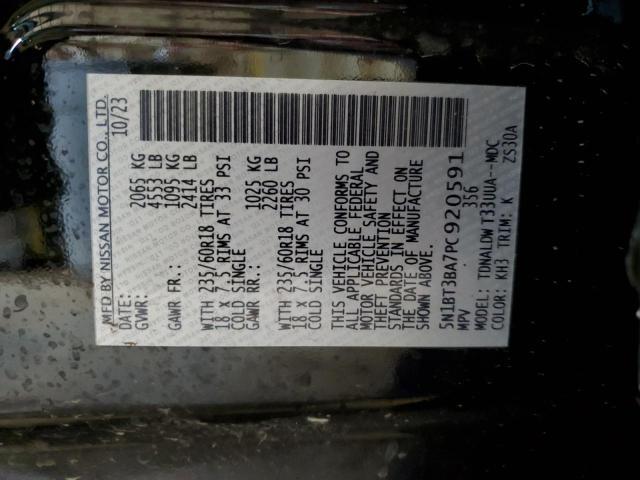 MFD BY NISSAN MOTOR CO., LTD.
DATE: 10/23
GVWR: 2065 KG
4553 LB
GAWR FR.: 1095 KG
2414 LB
WITH 235/60R18 TIRES
18 X 7.5 RIMS AT 33 PSI
COLD SINGLE
GAWR RR.: 1025 KG
2260 LB
WITH 235/60R18 TIRES
18 X 7.5 RIMS AT 30 PSI
COLD SINGLE
THIS VEHICLE CONFORMS TO
ALL APPLICABLE FEDERAL
MOTOR VEHICLE SAFETY AND
THEFT PREVENTION
STANDARDS IN EFFECT ON
THE DATE OF MANUFACTURE
SHOWN ABOVE.
5N1BT3BA7PC920591
MPV 356
MODEL: TDNALDW T33UUA--MDC
COLOR: KH3 TRIM: K ZS30A